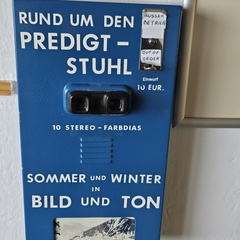 RUND UM DEN
PREDIGT-
STUHL
AUSSER
BETRIEB
OUT OF
ORDER
Einwurf
10 EUR.
10 STEREO-FARBDIAS
SOMMER UND WINTER
IN
BILD UND TON